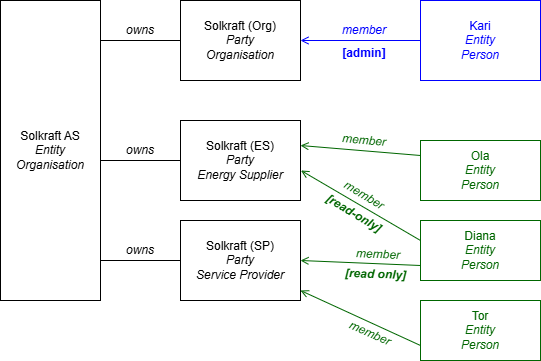 Solkraft AS
Entity
Organisation
owns
Solkraft (Org)
Party
Organisation
member
[admin]
Kari
Entity
Person
owns
Solkraft (ES)
Party
Energy Supplier
member
Ola
Entity
Person
member
[read-only]
owns
Solkraft (SP)
Party
Service Provider
member
[read only]
Diana
Entity
Person
member
Tor
Entity
Person